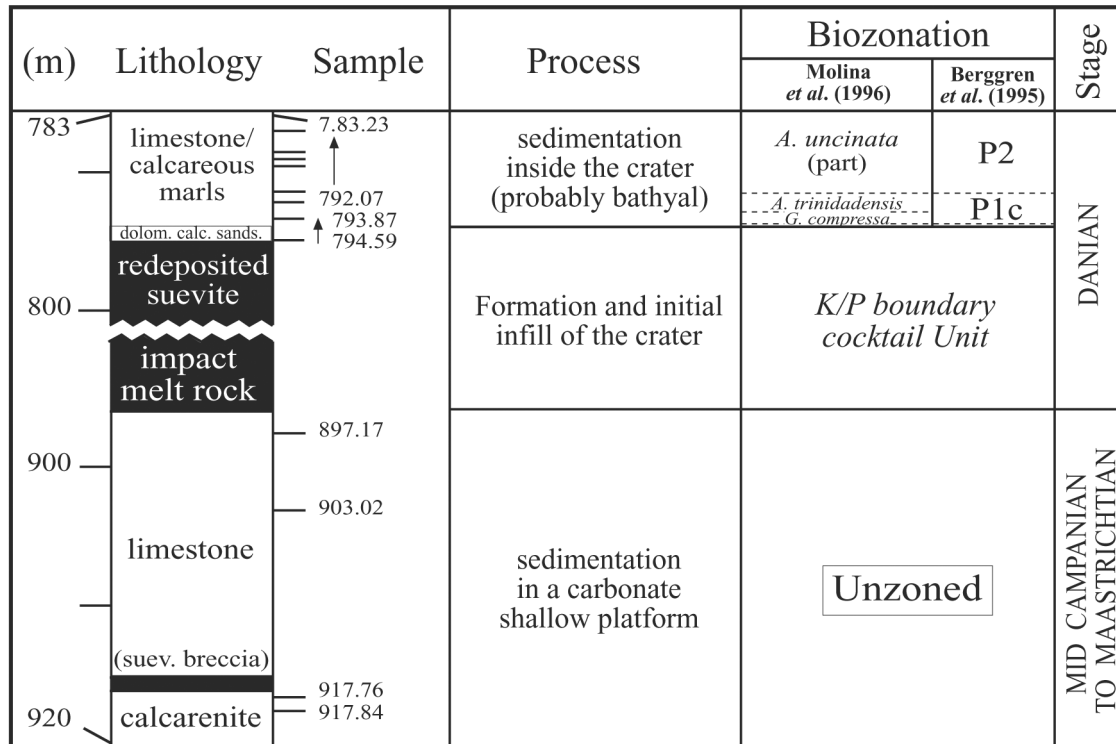 (m) Lithology Sample Process Biozonation Stage
Molina
et al. (1996)
Berggren
et al. (1995)
783
800
900
920
limestone/
calcareous
marls
dolom. calc. sands.
redeposited
suevite
impact
melt rock
limestone
(suev. breccia)
calcarenite
7.83.23
792.07
793.87
794.59
897.17
903.02
917.76
917.84
sedimentation
inside the crater
(probably bathyal)
Formation and initial
infill of the crater
sedimentation
in a carbonate
shallow platform
A. uncinata
(part)
A. trinidadensis
G. compressa
K/P boundary
cocktail Unit
Unzoned
P2
P1c
DANIAN
MID CAMPANIAN
TO MAASTRICHTIAN